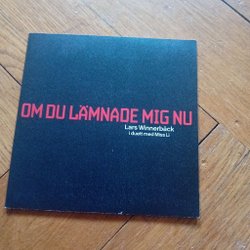 OM DU LÄMNADE MIG NU
Lars Winnerbäck
i duett med Miss Li